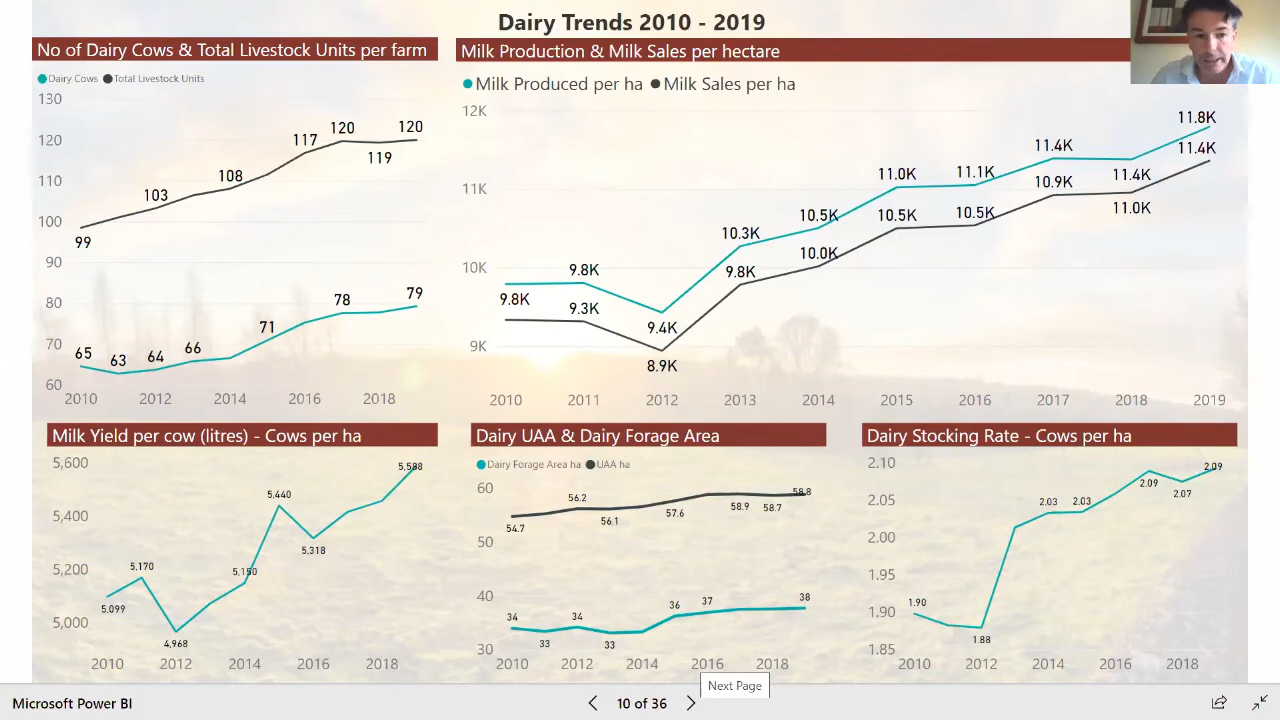 Dairy Trends 2010 - 2019
No of Dairy Cows & Total Livestock Units per farm
Dairy Cows Total Livestock Units
130
120
110
100
90
80
70
60
99
103
108
117
120
119
120
65
63
64
66
71
78
79
2010 2012 2014 2016 2018
Milk Production & Milk Sales per hectare
Milk Produced per ha Milk Sales per ha
12K
11K
10K
9K
9.8K
9.8K
9.4K
10.3K
10.5K
11.0K
11.1K
11.4K
11.4K
11.8K
9.3K
8.9K
9.8K
10.0K
10.5K
10.5K
10.9K
11.0K
11.4K
2010 2011 2012 2013 2014 2015 2016 2017 2018 2019
Milk Yield per cow (litres) - Cows per ha
5,600
5,400
5,200
5,000
5,099
5,170
4,968
5,150
5,440
5,318
5,588
2010 2012 2014 2016 2018
Dairy UAA & Dairy Forage Area
Dairy Forage Area ha UAA ha
60
50
40
30
54.7
56.2
56.1
57.6
58.9
58.7
58.8
34
33
34
33
36
37
38
2010 2012 2014 2016 2018
Dairy Stocking Rate - Cows per ha
2.10
2.05
2.00
1.95
1.90
1.85
1.90
1.88
2.03
2.03
2.09
2.07
2.09
2010 2012 2014 2016 2018
Next Page
Microsoft Power BI
10 of 36